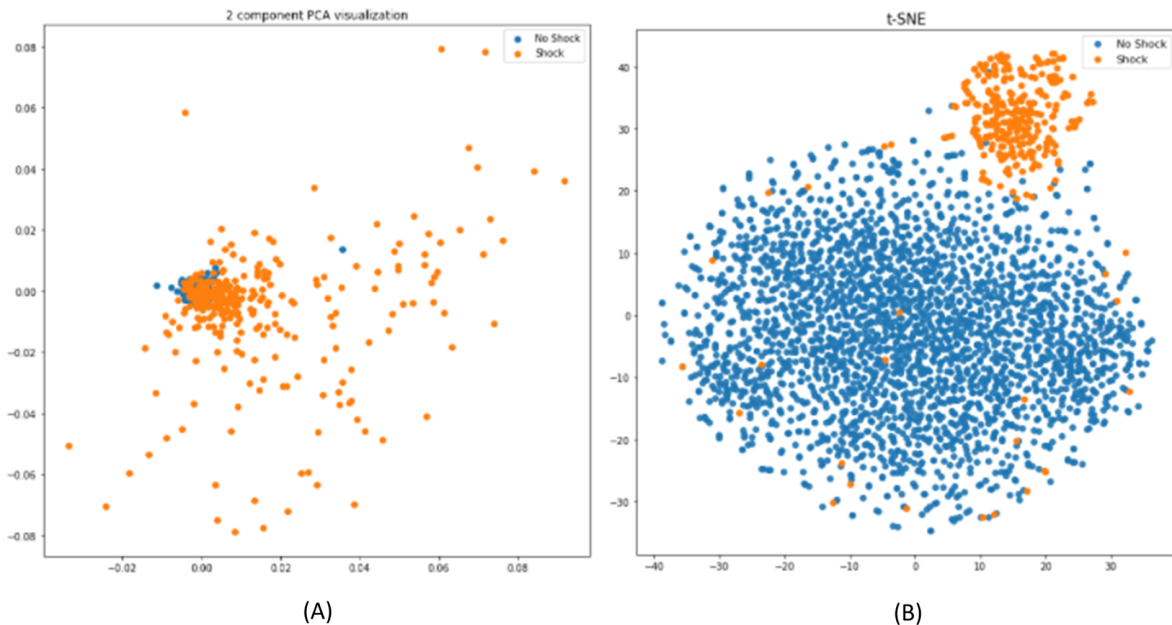 2 component PCA visualization
No Shock
Shock
0.08
0.06
0.04
0.02
0.00
−0.02
−0.04
−0.06
−0.08
−0.02 0.00 0.02 0.04 0.06 0.08
(A)
t-SNE
No Shock
Shock
40
30
20
10
0
−10
−20
−30
−40 −30 −20 −10 0 10 20 30
(B)